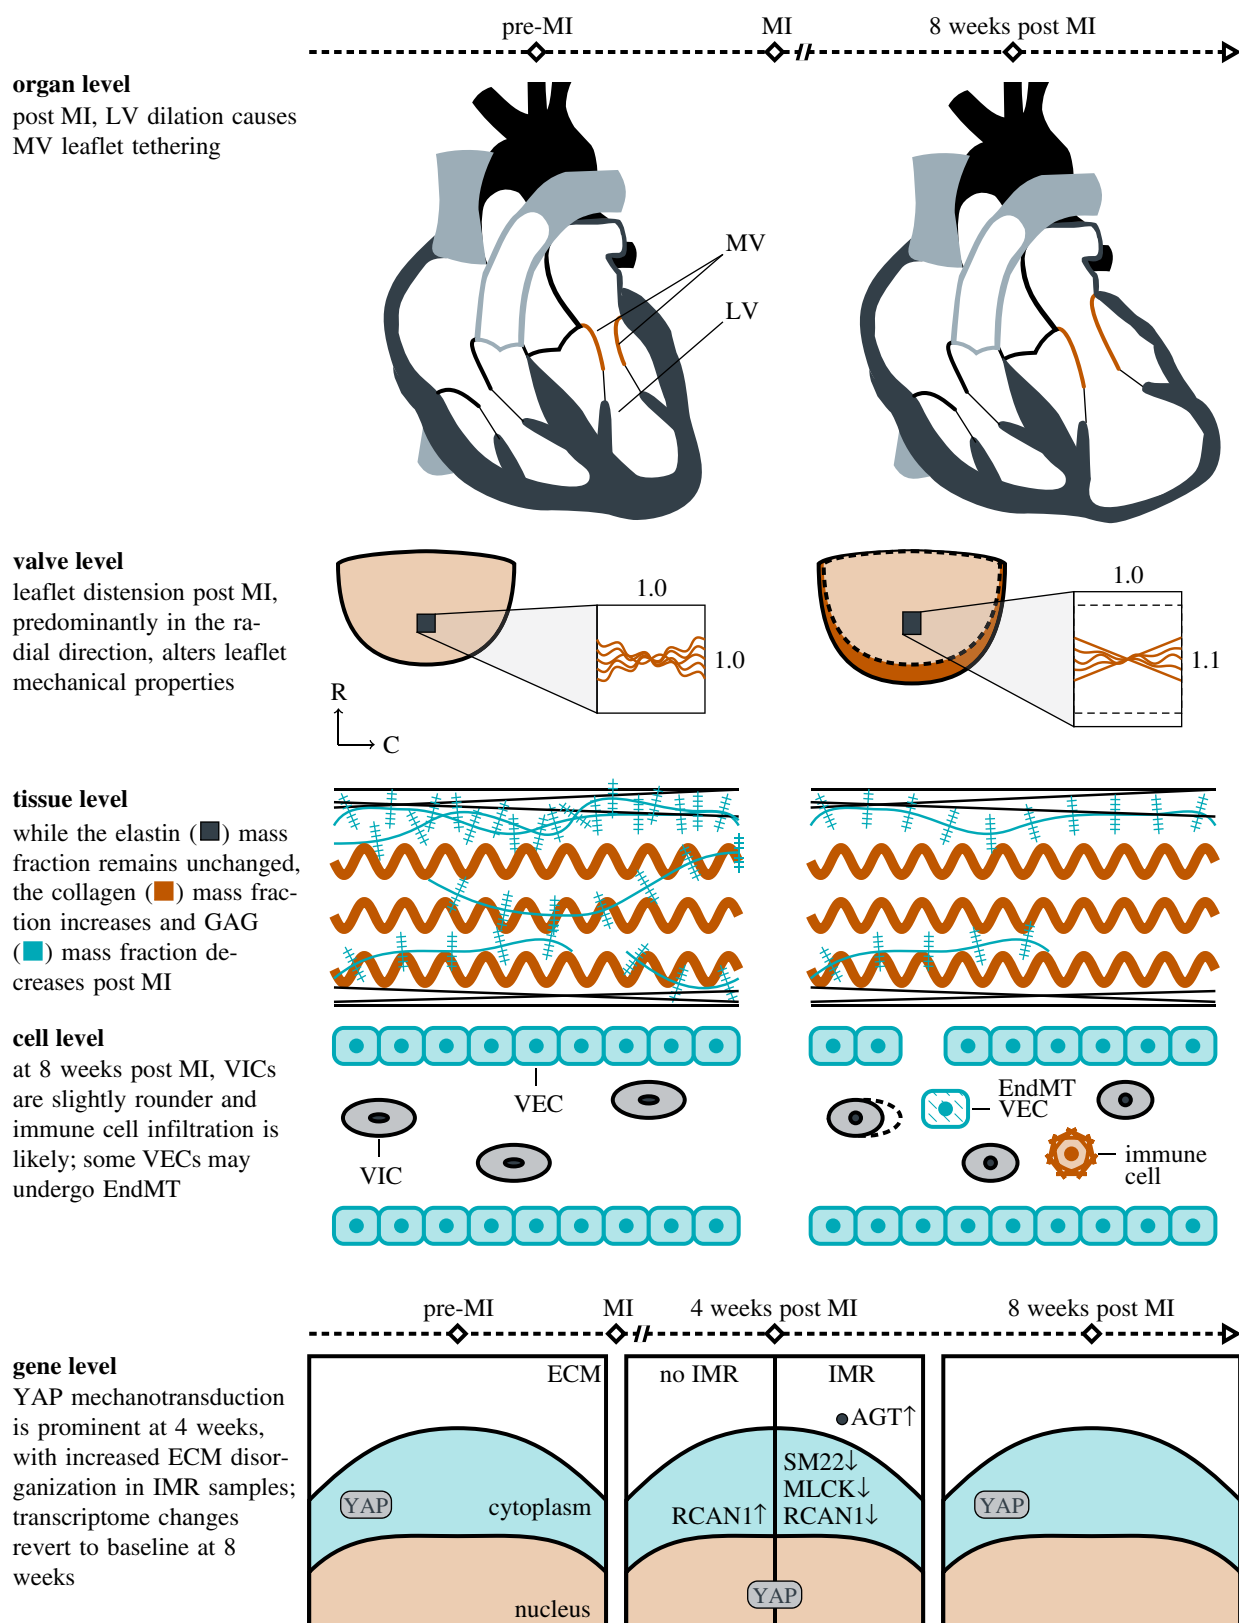 pre-MI MI 8 weeks post MI
organ level
post MI, LV dilation causes
MV leaflet tethering
MV
LV
valve level
leaflet distension post MI,
predominantly in the ra-
dial direction, alters leaflet
mechanical properties
1.0
1.0
1.0
1.1
R
C
tissue level
while the elastin (■) mass
fraction remains unchanged,
the collagen (■) mass frac-
tion increases and GAG
(■) mass fraction de-
creases post MI
cell level
at 8 weeks post MI, VICs
are slightly rounder and
immune cell infiltration is
likely; some VECs may
undergo EndMT
VEC
VIC
EndMT
VEC
immune
cell
pre-MI MI 4 weeks post MI 8 weeks post MI
gene level
YAP mechanotransduction
is prominent at 4 weeks,
with increased ECM disor-
ganization in IMR samples;
transcriptome changes
revert to baseline at 8
weeks
ECM
YAP
cytoplasm
nucleus
no IMR
IMR
AGT↑
SM22↓
MLCK↓
RCAN1↑
RCAN1↓
YAP
YAP